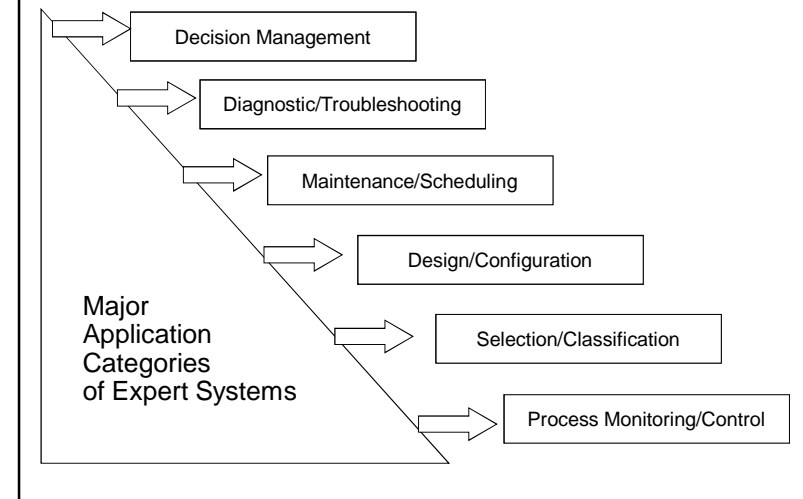 Decision Management
Diagnostic/Troubleshooting
Maintenance/Scheduling
Design/Configuration
Selection/Classification
Process Monitoring/Control
Major
Application
Categories
of Expert Systems